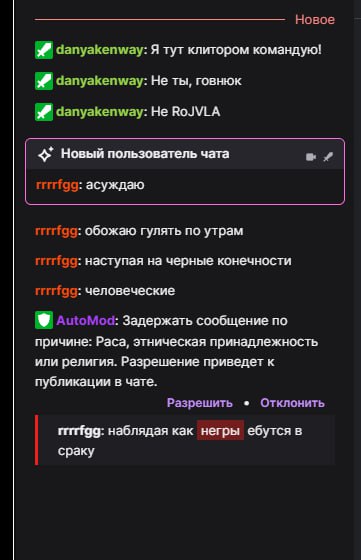 Новое
danyakenway: Я тут клитором командую!
danyakenway: Не ты, говнюк
danyakenway: Не RoJVLA
Новый пользователь чата
rrrrfgg: асуждаю
rrrrfgg: обожаю гулять по утрам
rrrrfgg: наступая на черные конечности
rrrrfgg: человеческие
AutoMod: Задержать сообщение по
причине: Раса, этническая принадлежность
или религия. Разрешение приведет к
публикации в чате.
Разрешить • Отклонить
rrrrfgg: наблядая как негры ебутся в
сраку